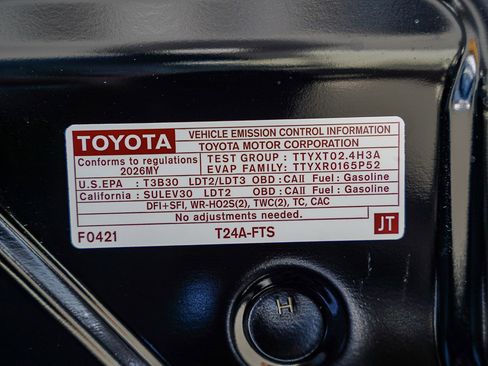 TOYOTA
VEHICLE EMISSION CONTROL INFORMATION
TOYOTA MOTOR CORPORATION
Conforms to regulations
2026MY
TEST GROUP : TTYXT02.4H3A
EVAP FAMILY: TTYXR0165P52
U.S.EPA : T3B30 LDT2/LDT3 OBD : CAII Fuel : Gasoline
California : SULEV30 LDT2 OBD : CAII Fuel : Gasoline
DFI+SFI, WR-HO2S(2), TWC(2), TC, CAC
No adjustments needed.
F0421 T24A-FTS JT
H